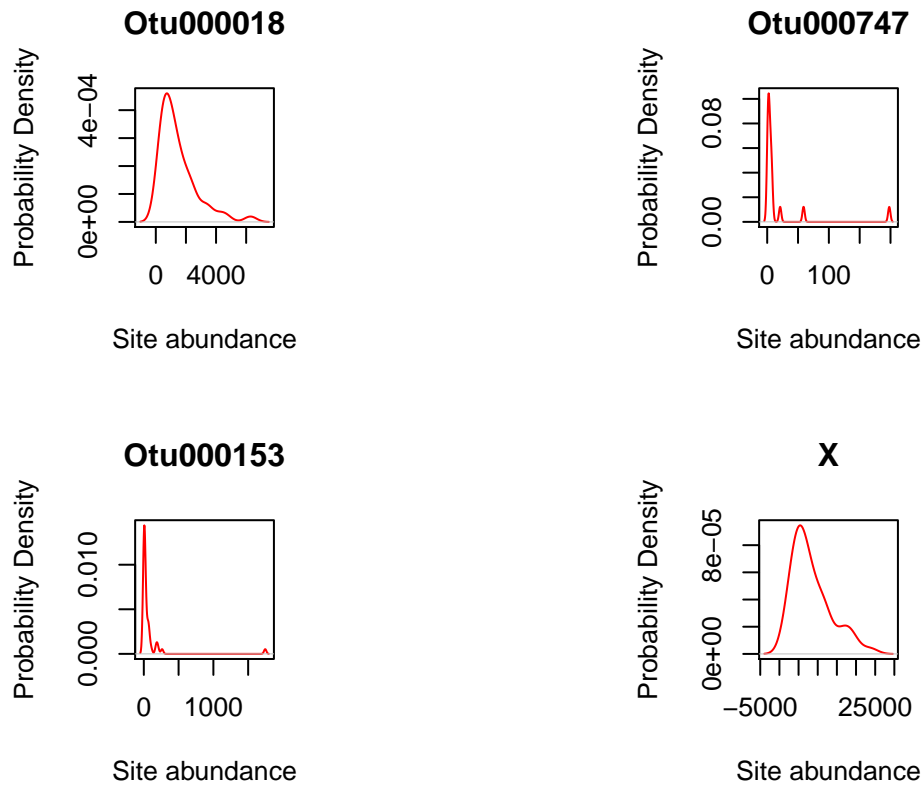 Otu000018
Probability Density
0e+00 4e−04
0 4000
Site abundance
Otu000747
Probability Density
0.00 0.08
0 100
Site abundance
Otu000153
Probability Density
0.000 0.010
0 1000
Site abundance
X
Probability Density
0e+00 8e−05
−5000 25000
Site abundance